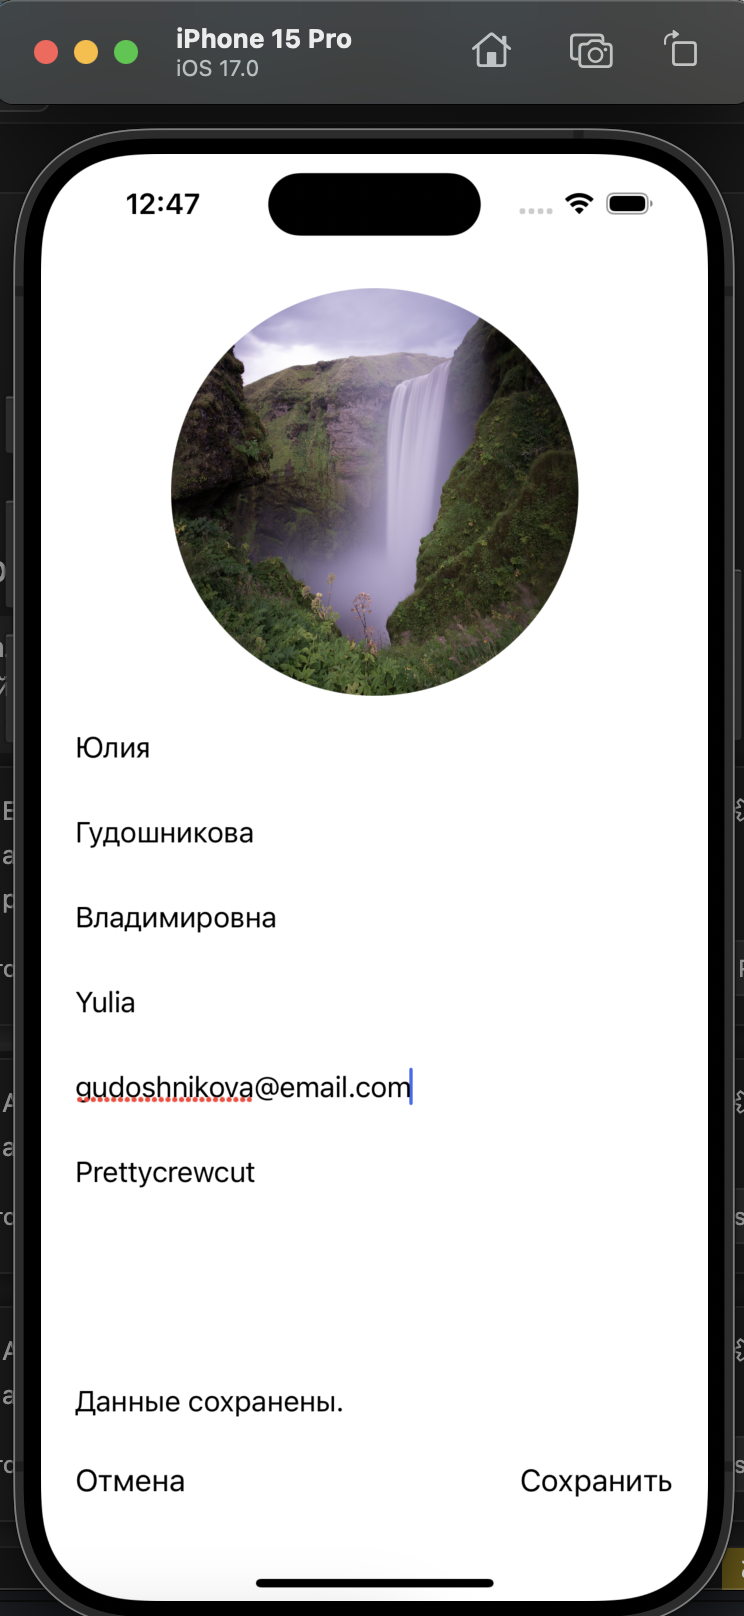 iPhone 15 Pro
iOS 17.0
12:47
Юлия
Гудошникова
Владимировна
Yulia
gudoshnikova@email.com
Prettycrewcut
Данные сохранены.
Отмена
Сохранить